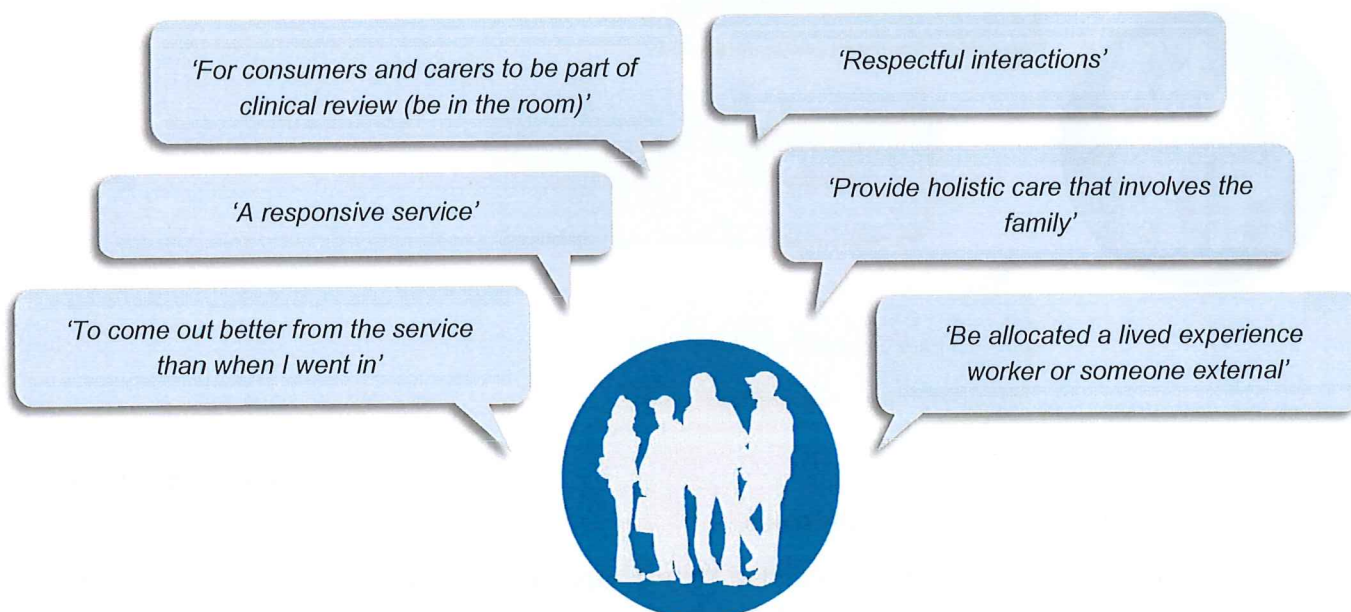 ‘For consumers and carers to be part of
clinical review (be in the room)’
‘Respectful interactions’
‘A responsive service’
‘Provide holistic care that involves the
family’
‘To come out better from the service
than when I went in’
‘Be allocated a lived experience
worker or someone external’